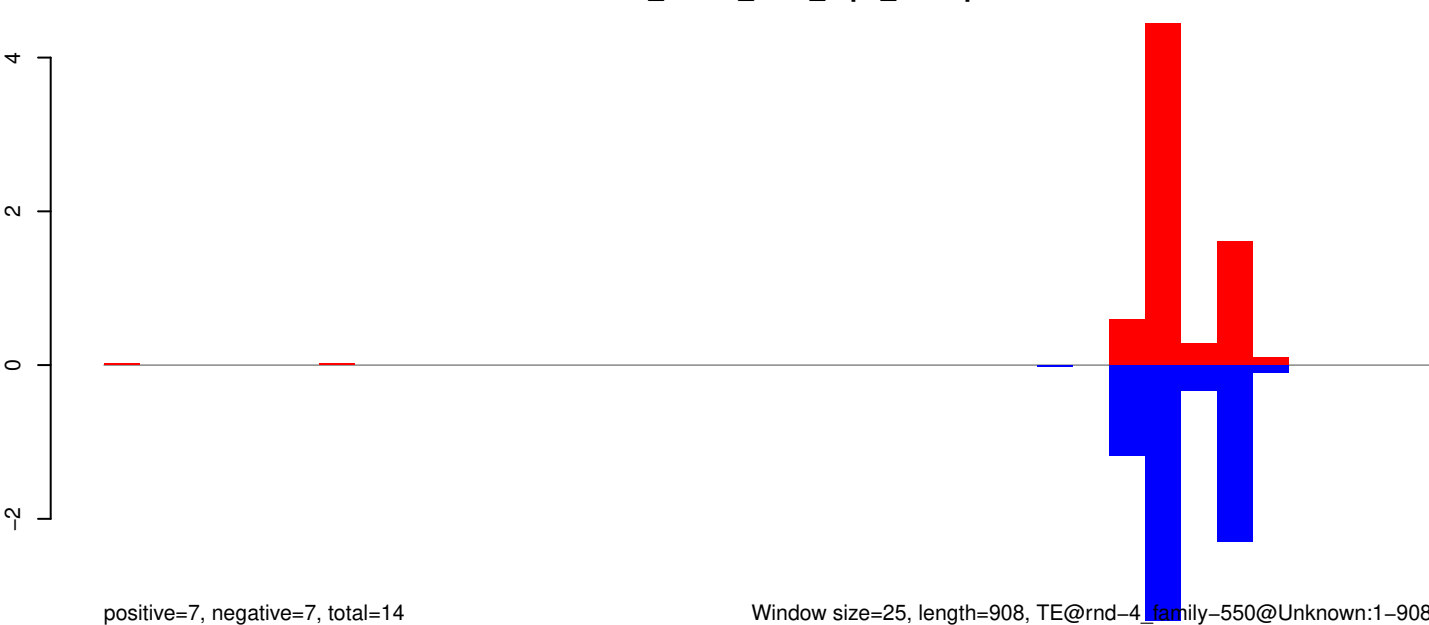 4
2
0
−2
positive=7, negative=7, total=14
Window size=25, length=908, TE@rnd−4_family−550@Unknown:1−908